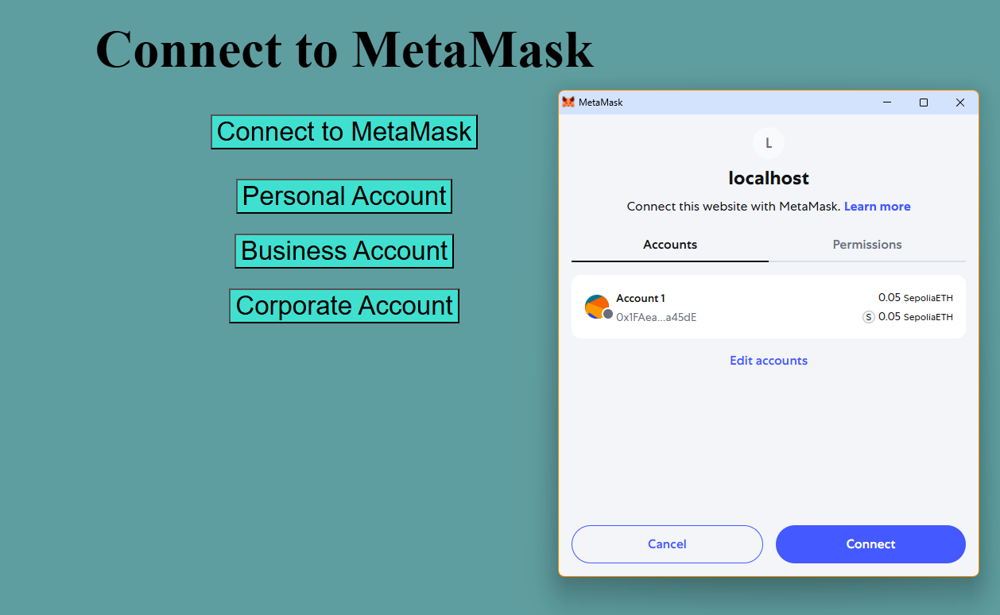 Connect to MetaMask
Connect to MetaMask
Personal Account
Business Account
Corporate Account
MetaMask
L
localhost
Connect this website with MetaMask. Learn more
Accounts Permissions
Account 1 0.05 SepoliaETH
0x1FAea...a45dE S 0.05 SepoliaETH
Edit accounts
Cancel Connect